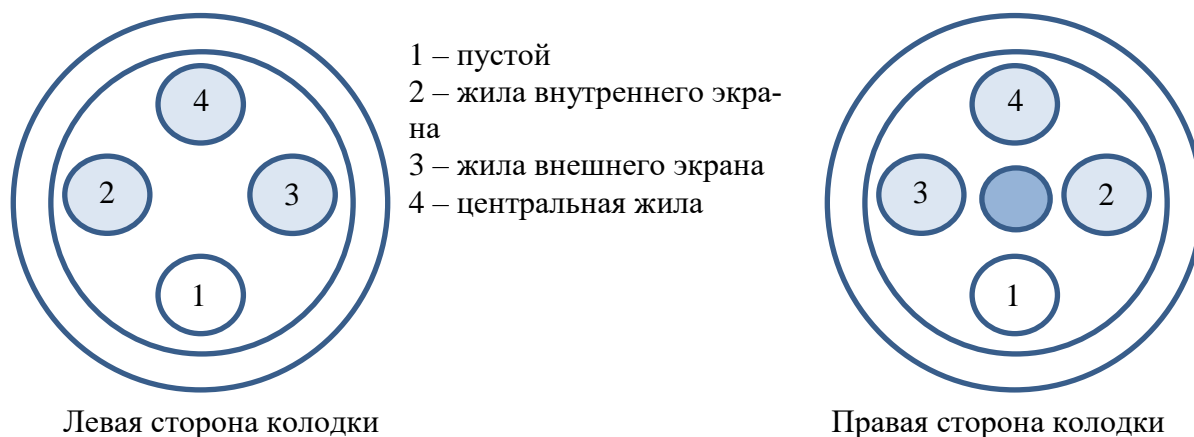 4
2
3
1
1 – пустой
2 – жила внутреннего экра-
на
3 – жила внешнего экрана
4 – центральная жила
4
3
2
1
Левая сторона колодки
Правая сторона колодки